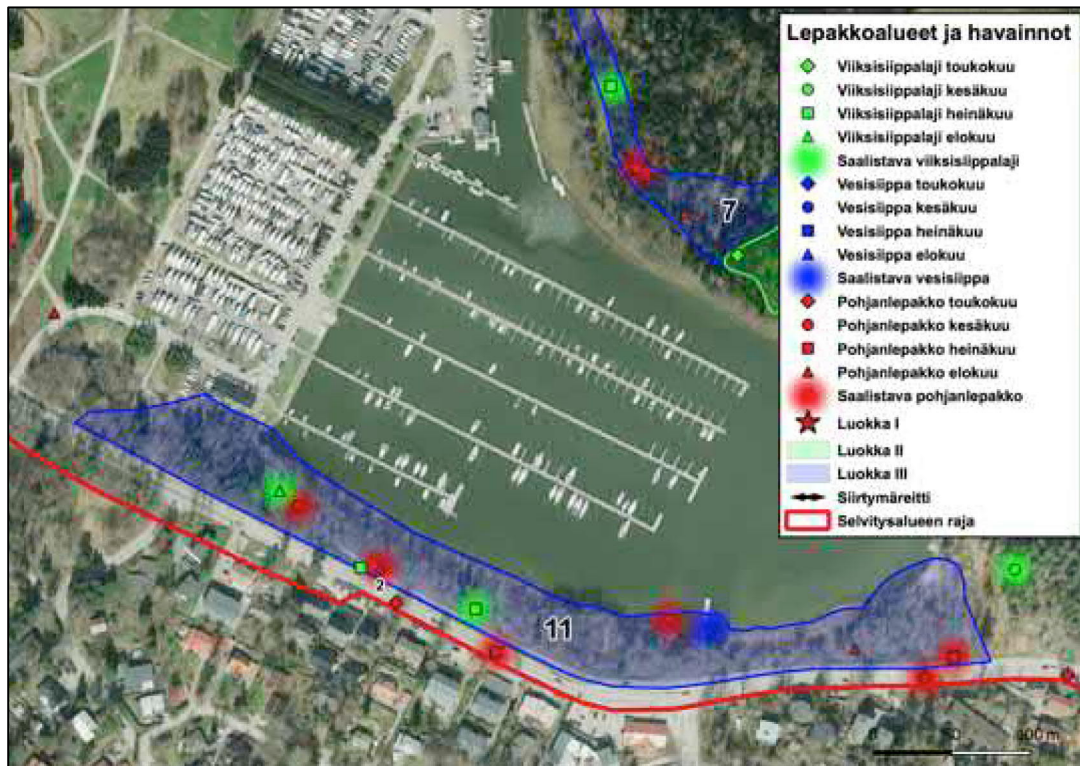 Lepakkoalueet ja havainnot
Viiksisiippalaji toukokuu
Viiksisiippalaji kesäkuu
Viiksisiippalaji heinäkuu
Viiksisiippalaji elokuu
Saalistava viiksisiippalaji
Vesisiippa toukokuu
Vesisiippa kesäkuu
Vesisiippa heinäkuu
Vesisiippa elokuu
Saalistava vesisiippa
Pohjanlepakko toukokuu
Pohjanlepakko kesäkuu
Pohjanlepakko heinäkuu
Pohjanlepakko elokuu
Saalistava pohjanlepakko
Luokka I
Luokka II
Luokka III
Siirtymäreitti
Selvitysalueen raja
7
2
11
0
100 m